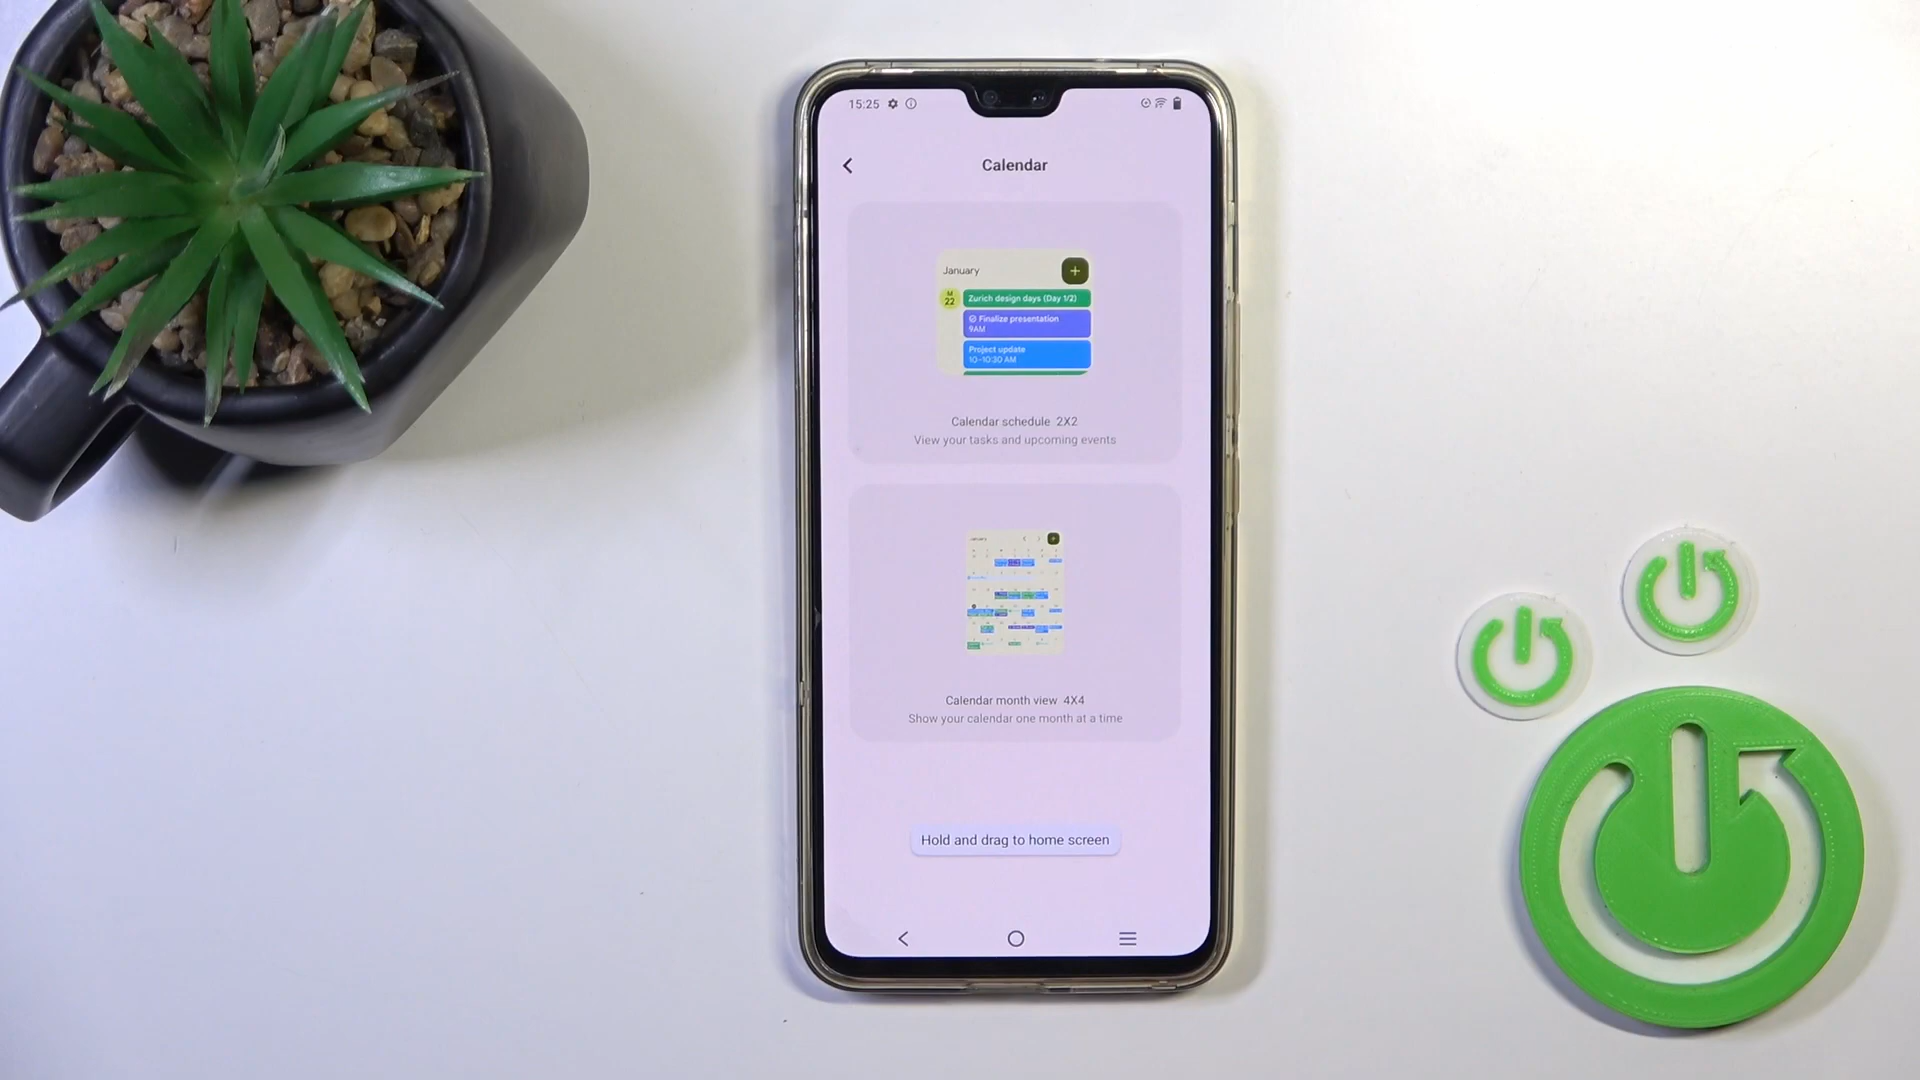 15:25
Calendar
January
M
22
Zurich design days (Day 1/2)
Finalize presentation
9AM
Project update
10-10:30 AM
Calendar schedule 2X2
View your tasks and upcoming events
January
Calendar month view 4X4
Show your calendar one month at a time
Hold and drag to home screen